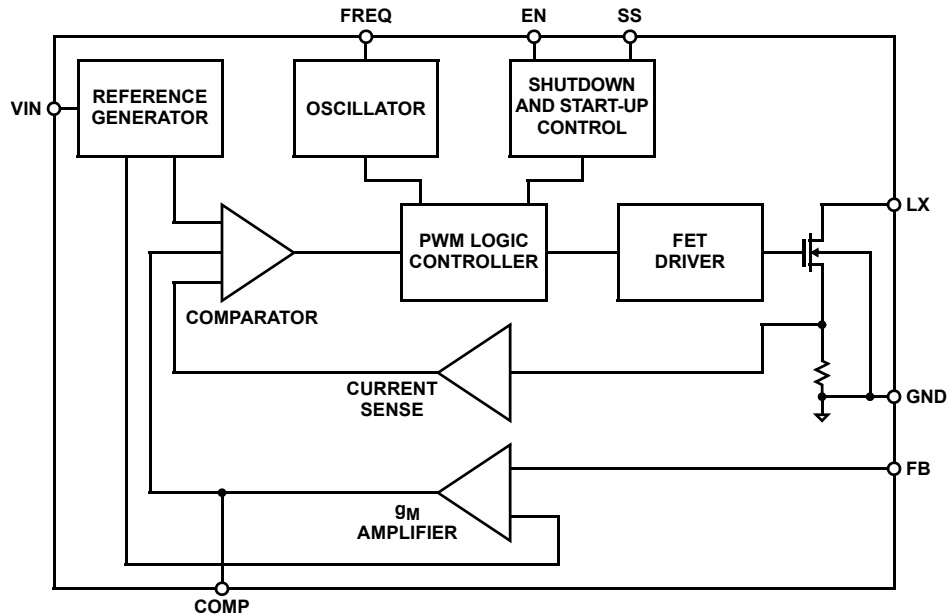 FREQ
EN
SS
VIN
REFERENCE
GENERATOR
OSCILLATOR
SHUTDOWN
AND START-UP
CONTROL
LX
PWM LOGIC
CONTROLLER
FET
DRIVER
COMPARATOR
CURRENT
SENSE
GND
FB
gM
AMPLIFIER
COMP